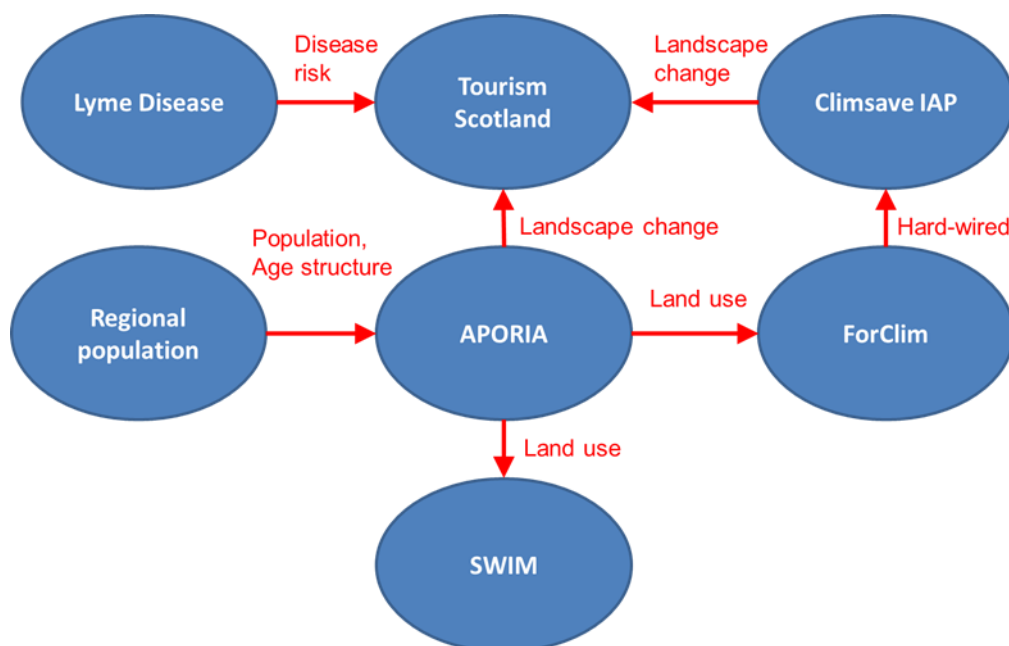 Disease
risk
Landscape
change
Lyme Disease
Tourism
Scotland
Climsave IAP
Population,
Age structure
Landscape change
Hard-wired
Regional
population
APORIA
Land use
ForClim
Land use
SWIM